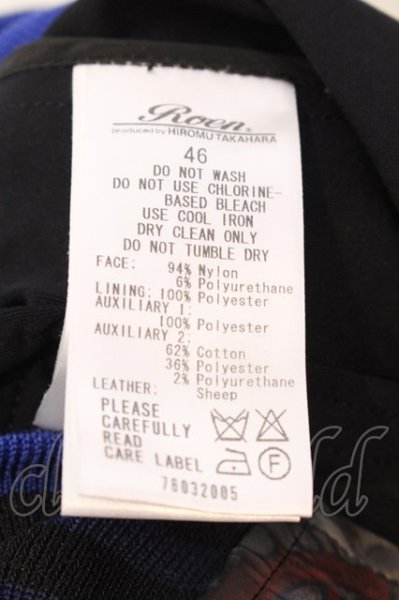 Roen
produced by HIROMU TAKAHARA
46
DO NOT WASH
DO NOT USE CHLORINE-
BASED BLEACH
USE COOL IRON
DRY CLEAN ONLY
DO NOT TUMBLE DRY
FACE: 94% Nylon
6% Polyurethane
LINING: 100% Polyester
AUXILIARY 1:
100% Polyester
AUXILIARY 2:
62% Cotton
36% Polyester
2% Polyurethane
LEATHER: Sheep
PLEASE
CAREFULLY
READ
CARE LABEL
F
76032005